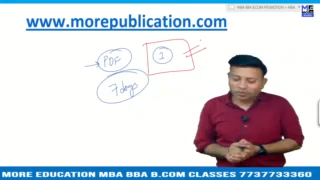 www.morepublication.com
PDF
1
7 days
MORE EDUCATION MBA BBA B.COM CLASSES 7737733360